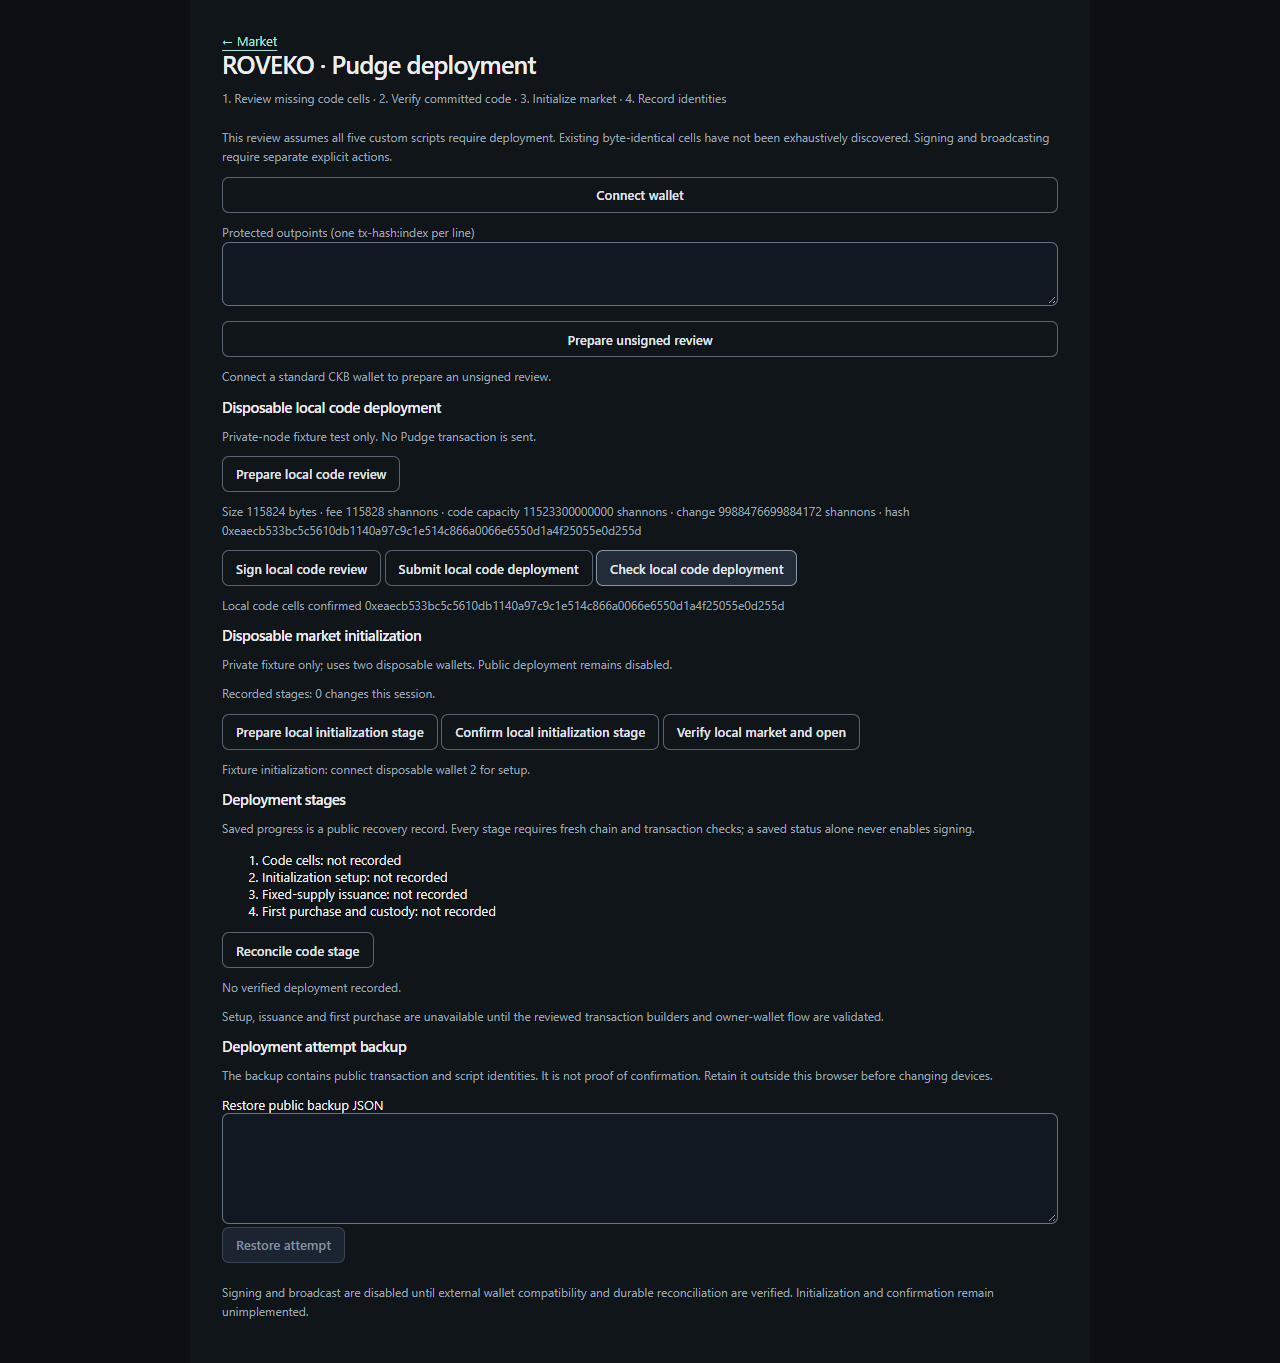 ← Market
ROVEKO · Pudge deployment
1. Review missing code cells · 2. Verify committed code · 3. Initialize market · 4. Record identities
This review assumes all five custom scripts require deployment. Existing byte-identical cells have not been exhaustively discovered. Signing and broadcasting
require separate explicit actions.
Connect wallet
Protected outpoints (one tx-hash:index per line)
Prepare unsigned review
Connect a standard CKB wallet to prepare an unsigned review.
Disposable local code deployment
Private-node fixture test only. No Pudge transaction is sent.
Prepare local code review
Size 115824 bytes · fee 115828 shannons · code capacity 11523300000000 shannons · change 9988476699884172 shannons · hash
0xeaecb533bc5c5610db1140a97c9c1e514c866a0066e6550d1a4f25055e0d255d
Sign local code review Submit local code deployment Check local code deployment
Local code cells confirmed 0xeaecb533bc5c5610db1140a97c9c1e514c866a0066e6550d1a4f25055e0d255d
Disposable market initialization
Private fixture only; uses two disposable wallets. Public deployment remains disabled.
Recorded stages: 0 changes this session.
Prepare local initialization stage Confirm local initialization stage Verify local market and open
Fixture initialization: connect disposable wallet 2 for setup.
Deployment stages
Saved progress is a public recovery record. Every stage requires fresh chain and transaction checks; a saved status alone never enables signing.
1. Code cells: not recorded
2. Initialization setup: not recorded
3. Fixed-supply issuance: not recorded
4. First purchase and custody: not recorded
Reconcile code stage
No verified deployment recorded.
Setup, issuance and first purchase are unavailable until the reviewed transaction builders and owner-wallet flow are validated.
Deployment attempt backup
The backup contains public transaction and script identities. It is not proof of confirmation. Retain it outside this browser before changing devices.
Restore public backup JSON
Restore attempt
Signing and broadcast are disabled until external wallet compatibility and durable reconciliation are verified. Initialization and confirmation remain
unimplemented.